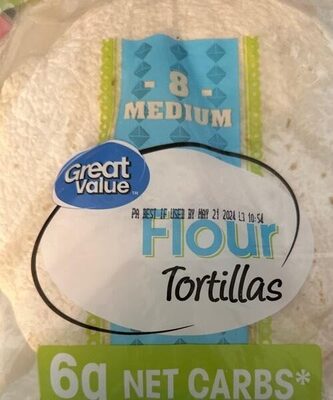 - 8 -
MEDIUM
Great
Value™
PA BEST IF USED BY MAY 21 2024 L3 10:54
Flour
Tortillas
6g NET CARBS*